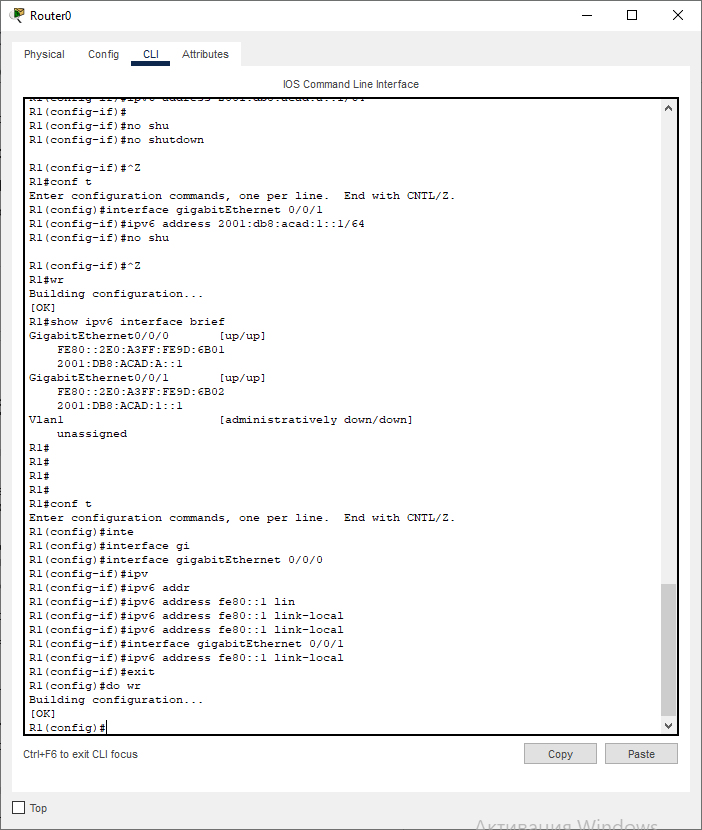 Router0
Physical Config CLI Attributes
IOS Command Line Interface
R1(config-if)#ipv6 address 2001:db8:acad:a::1/64
R1(config-if)#
R1(config-if)#no shu
R1(config-if)#no shutdown
R1(config-if)#^Z
R1#conf t
Enter configuration commands, one per line. End with CNTL/Z.
R1(config)#interface gigabitEthernet 0/0/1
R1(config-if)#ipv6 address 2001:db8:acad:1::1/64
R1(config-if)#no shu
R1(config-if)#^Z
R1#wr
Building configuration...
[OK]
R1#show ipv6 interface brief
GigabitEthernet0/0/0 [up/up]
FE80::2E0:A3FF:FE9D:6B01
2001:DB8:ACAD:A::1
GigabitEthernet0/0/1 [up/up]
FE80::2E0:A3FF:FE9D:6B02
2001:DB8:ACAD:1::1
Vlan1 [administratively down/down]
unassigned
R1#
R1#
R1#
R1#
R1#conf t
Enter configuration commands, one per line. End with CNTL/Z.
R1(config)#inte
R1(config)#interface gi
R1(config)#interface gigabitEthernet 0/0/0
R1(config-if)#ipv
R1(config-if)#ipv6 addr
R1(config-if)#ipv6 address fe80::1 lin
R1(config-if)#ipv6 address fe80::1 link-local
R1(config-if)#ipv6 address fe80::1 link-local
R1(config-if)#interface gigabitEthernet 0/0/1
R1(config-if)#ipv6 address fe80::1 link-local
R1(config-if)#exit
R1(config)#do wr
Building configuration...
[OK]
R1(config)#
Ctrl+F6 to exit CLI focus
Copy Paste
Top
Активация Windows